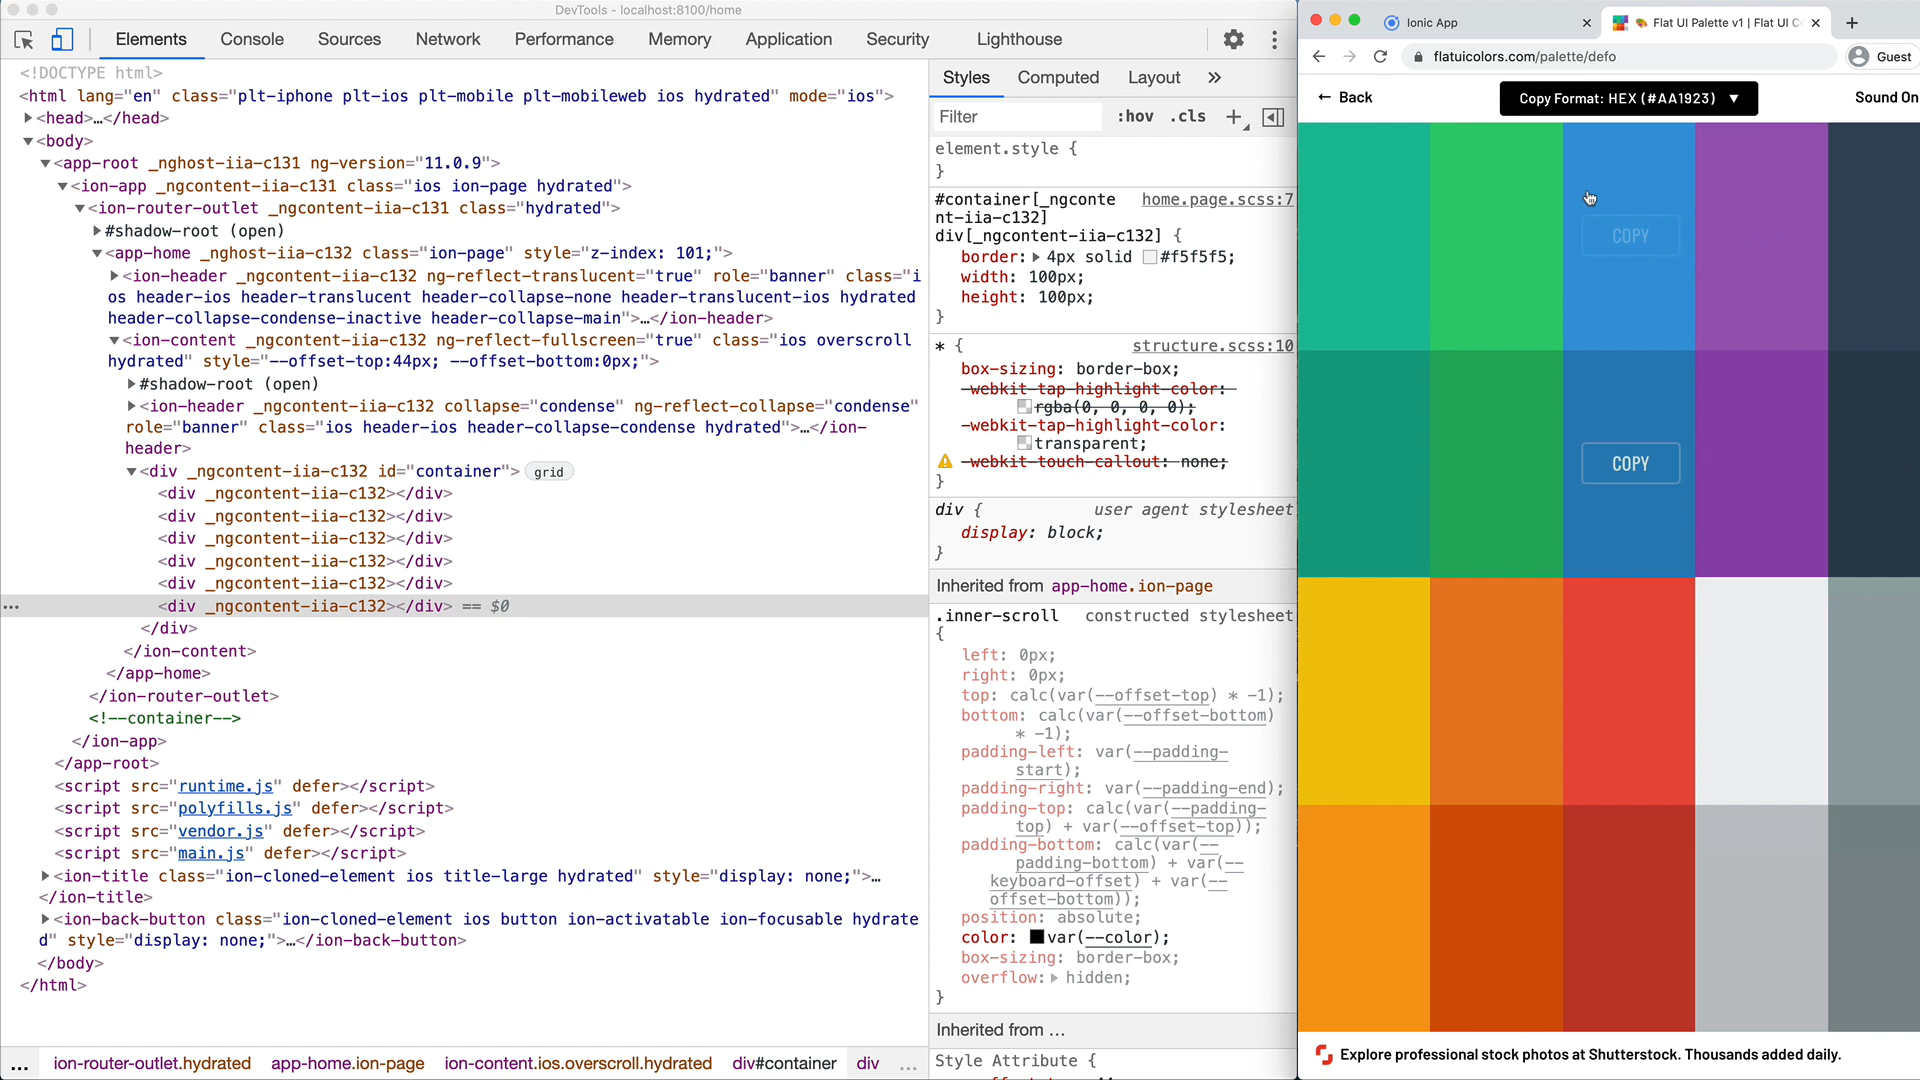 DevTools - localhost:8100/home
Elements Console Sources Network Performance Memory Application Security Lighthouse
<!DOCTYPE html>
<html lang="en" class="plt-iphone plt-ios plt-mobile plt-mobileweb ios hydrated" mode="ios">
<head>…</head>
<body>
<app-root _nghost-iia-c131 ng-version="11.0.9">
<ion-app _ngcontent-iia-c131 class="ios ion-page hydrated">
<ion-router-outlet _ngcontent-iia-c131 class="hydrated">
#shadow-root (open)
<app-home _nghost-iia-c132 class="ion-page" style="z-index: 101;">
<ion-header _ngcontent-iia-c132 ng-reflect-translucent="true" role="banner" class="i
os header-ios header-translucent header-collapse-none header-translucent-ios hydrated
header-collapse-condense-inactive header-collapse-main">…</ion-header>
<ion-content _ngcontent-iia-c132 ng-reflect-fullscreen="true" class="ios overscroll
hydrated" style="--offset-top:44px; --offset-bottom:0px;">
#shadow-root (open)
<ion-header _ngcontent-iia-c132 collapse="condense" ng-reflect-collapse="condense"
role="banner" class="ios header-ios header-collapse-condense hydrated">…</ion-
header>
<div _ngcontent-iia-c132 id="container"> grid
<div _ngcontent-iia-c132></div>
<div _ngcontent-iia-c132></div>
<div _ngcontent-iia-c132></div>
<div _ngcontent-iia-c132></div>
<div _ngcontent-iia-c132></div>
… <div _ngcontent-iia-c132></div> == $0
</div>
</ion-content>
</app-home>
</ion-router-outlet>
<!--container-->
</ion-app>
</app-root>
<script src="runtime.js" defer></script>
<script src="polyfills.js" defer></script>
<script src="vendor.js" defer></script>
<script src="main.js" defer></script>
<ion-title class="ion-cloned-element ios title-large hydrated" style="display: none;">…
</ion-title>
<ion-back-button class="ion-cloned-element ios button ion-activatable ion-focusable hydrate
d" style="display: none;">…</ion-back-button>
</body>
</html>
… ion-router-outlet.hydrated app-home.ion-page ion-content.ios.overscroll.hydrated div#container div …
Styles Computed Layout »
Filter :hov .cls +
element.style {
}
#container[_ngconte home.page.scss:7
nt-iia-c132]
div[_ngcontent-iia-c132] {
border: 4px solid #f5f5f5;
width: 100px;
height: 100px;
}
* { structure.scss:10
box-sizing: border-box;
-webkit-tap-highlight-color:
rgba(0, 0, 0, 0);
-webkit-tap-highlight-color:
transparent;
-webkit-touch-callout: none;
}
div { user agent stylesheet
display: block;
}
Inherited from app-home.ion-page
.inner-scroll constructed stylesheet
{
left: 0px;
right: 0px;
top: calc(var(--offset-top) * -1);
bottom: calc(var(--offset-bottom)
* -1);
padding-left: var(--padding-
start);
padding-right: var(--padding-end);
padding-top: calc(var(--padding-
top) + var(--offset-top));
padding-bottom: calc(var(--
padding-bottom) + var(--
keyboard-offset) + var(--
offset-bottom));
position: absolute;
color: var(--color);
box-sizing: border-box;
overflow: hidden;
}
Inherited from …
Style Attribute {
Ionic App
Flat UI Palette v1 | Flat UI C
flatuicolors.com/palette/defo
Guest
← Back
Copy Format: HEX (#AA1923) ▼
Sound On
COPY
COPY
Explore professional stock photos at Shutterstock. Thousands added daily.